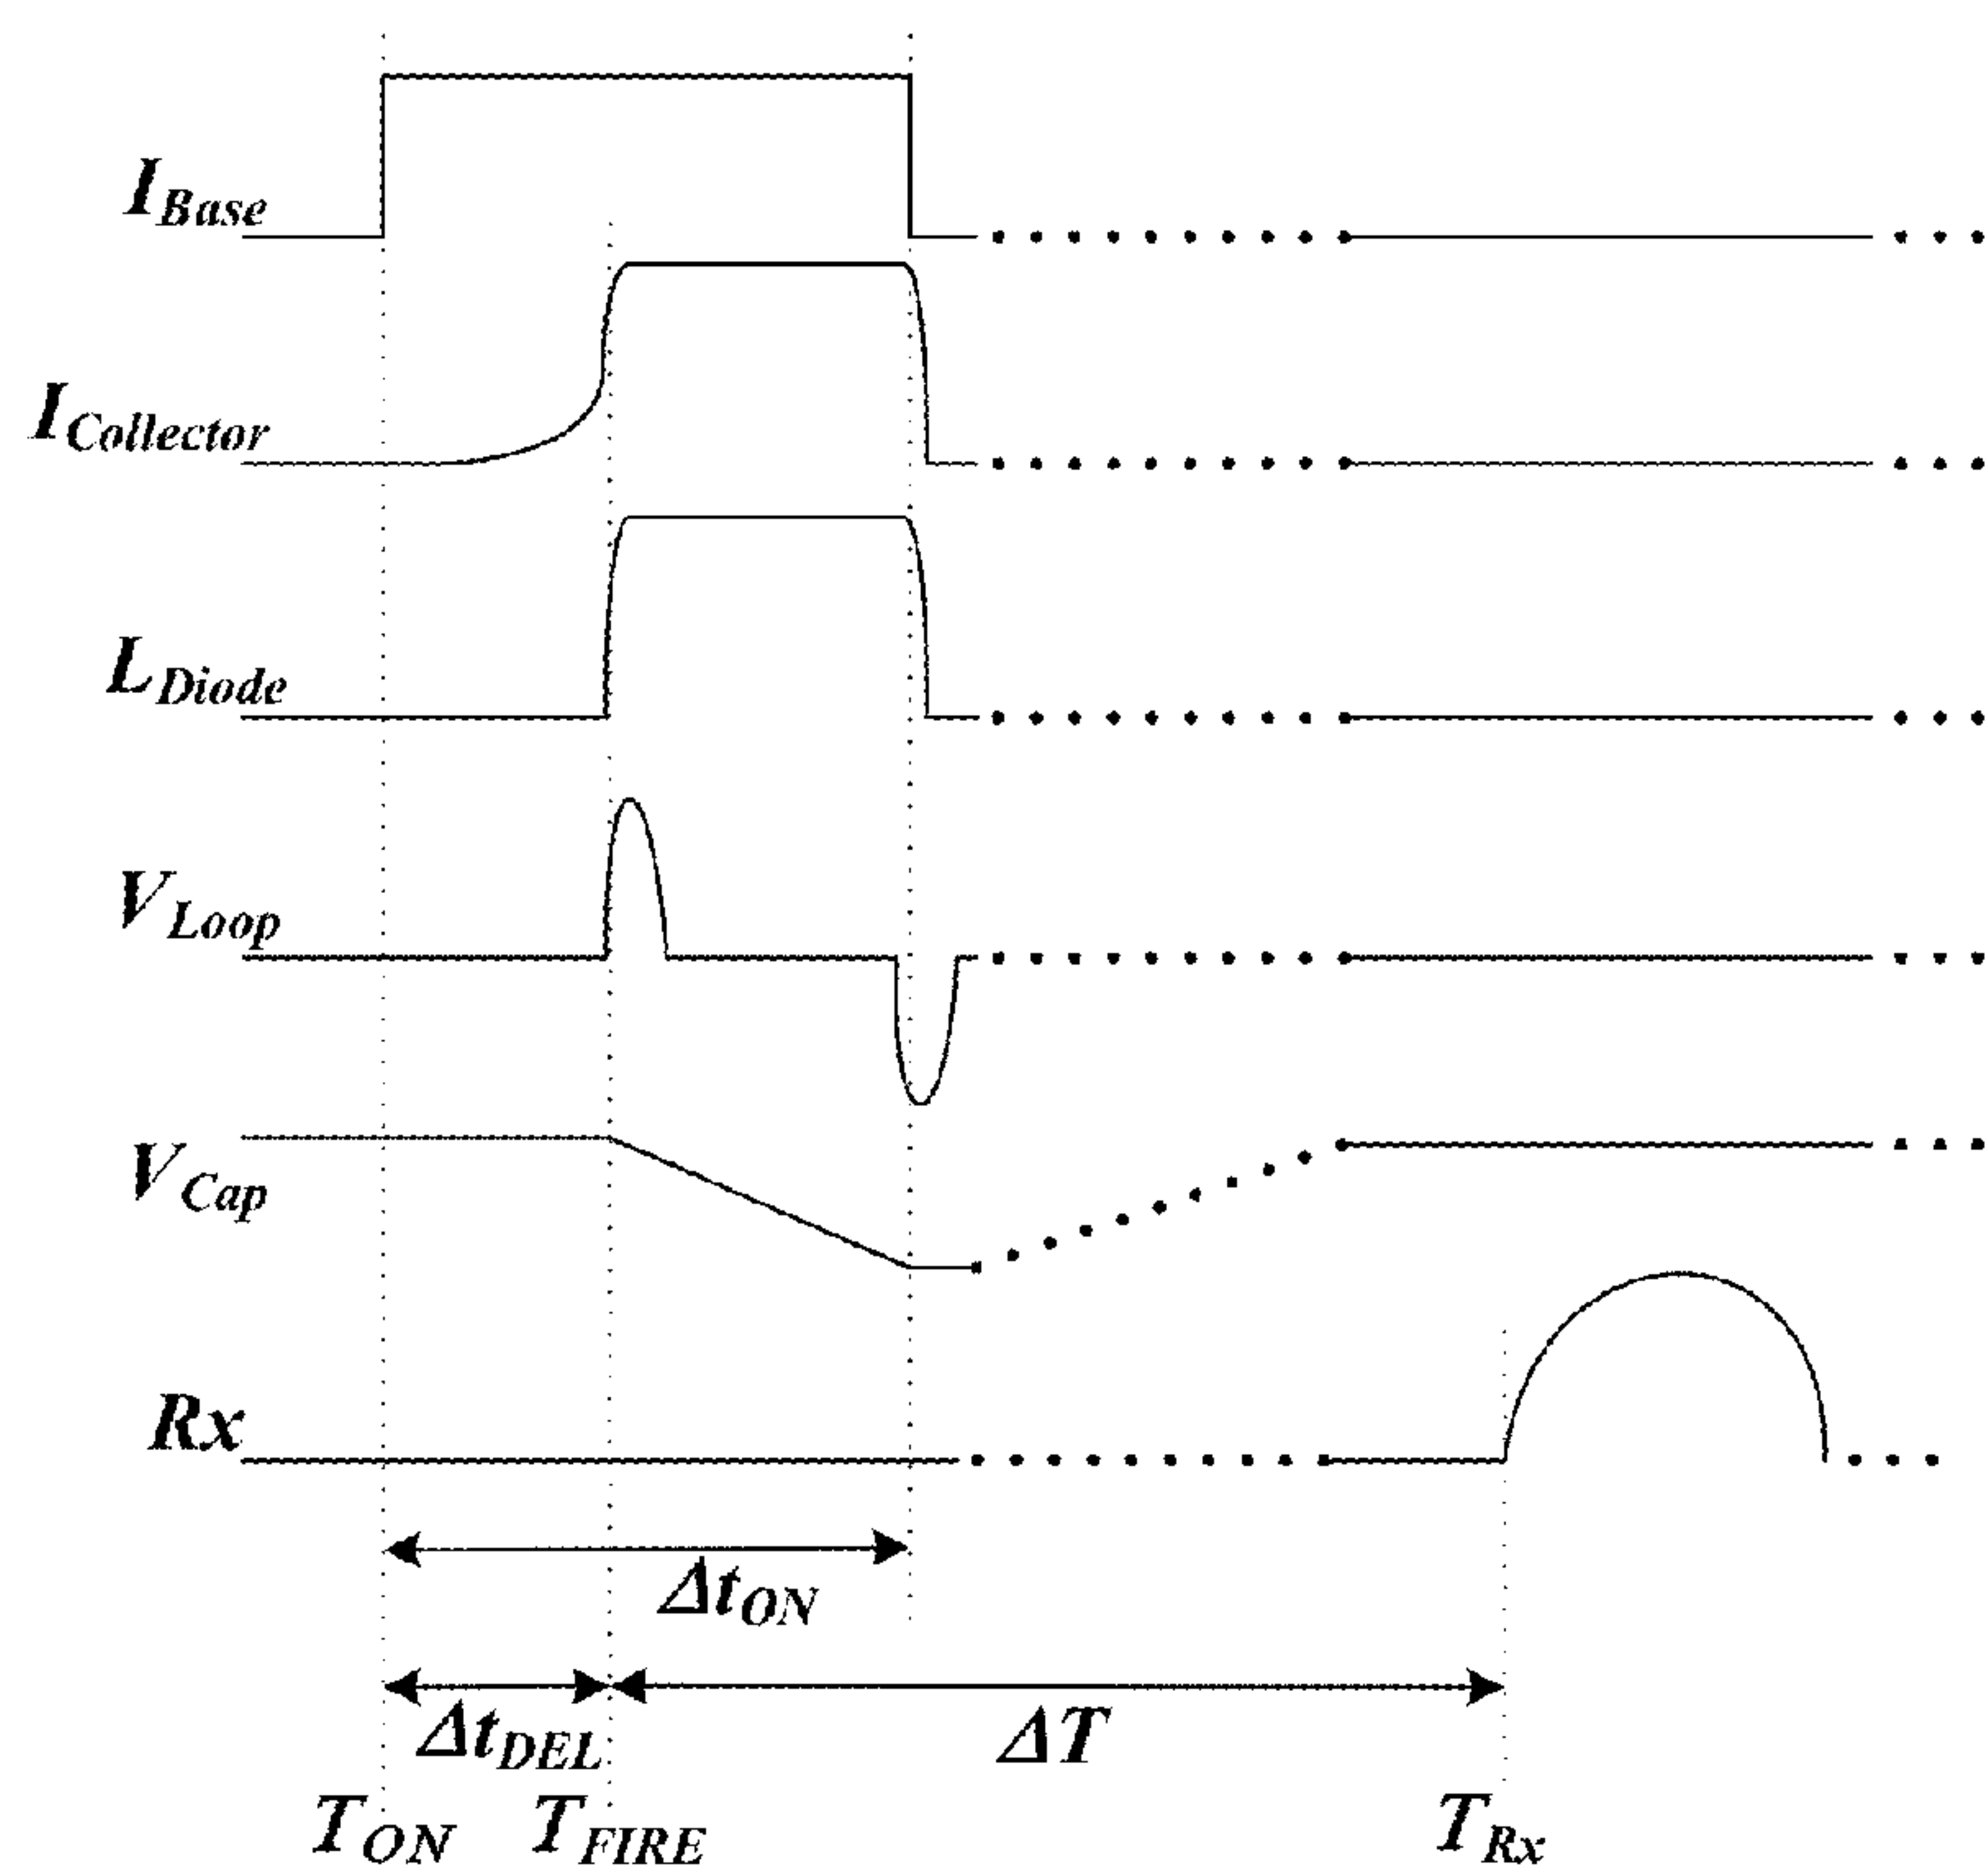 I_Base
I_Collector
L_Diode
V_Loop
V_Cap
Rx
Δt_ON
Δt_DEL ΔT
T_ON T_FIRE T_Rx